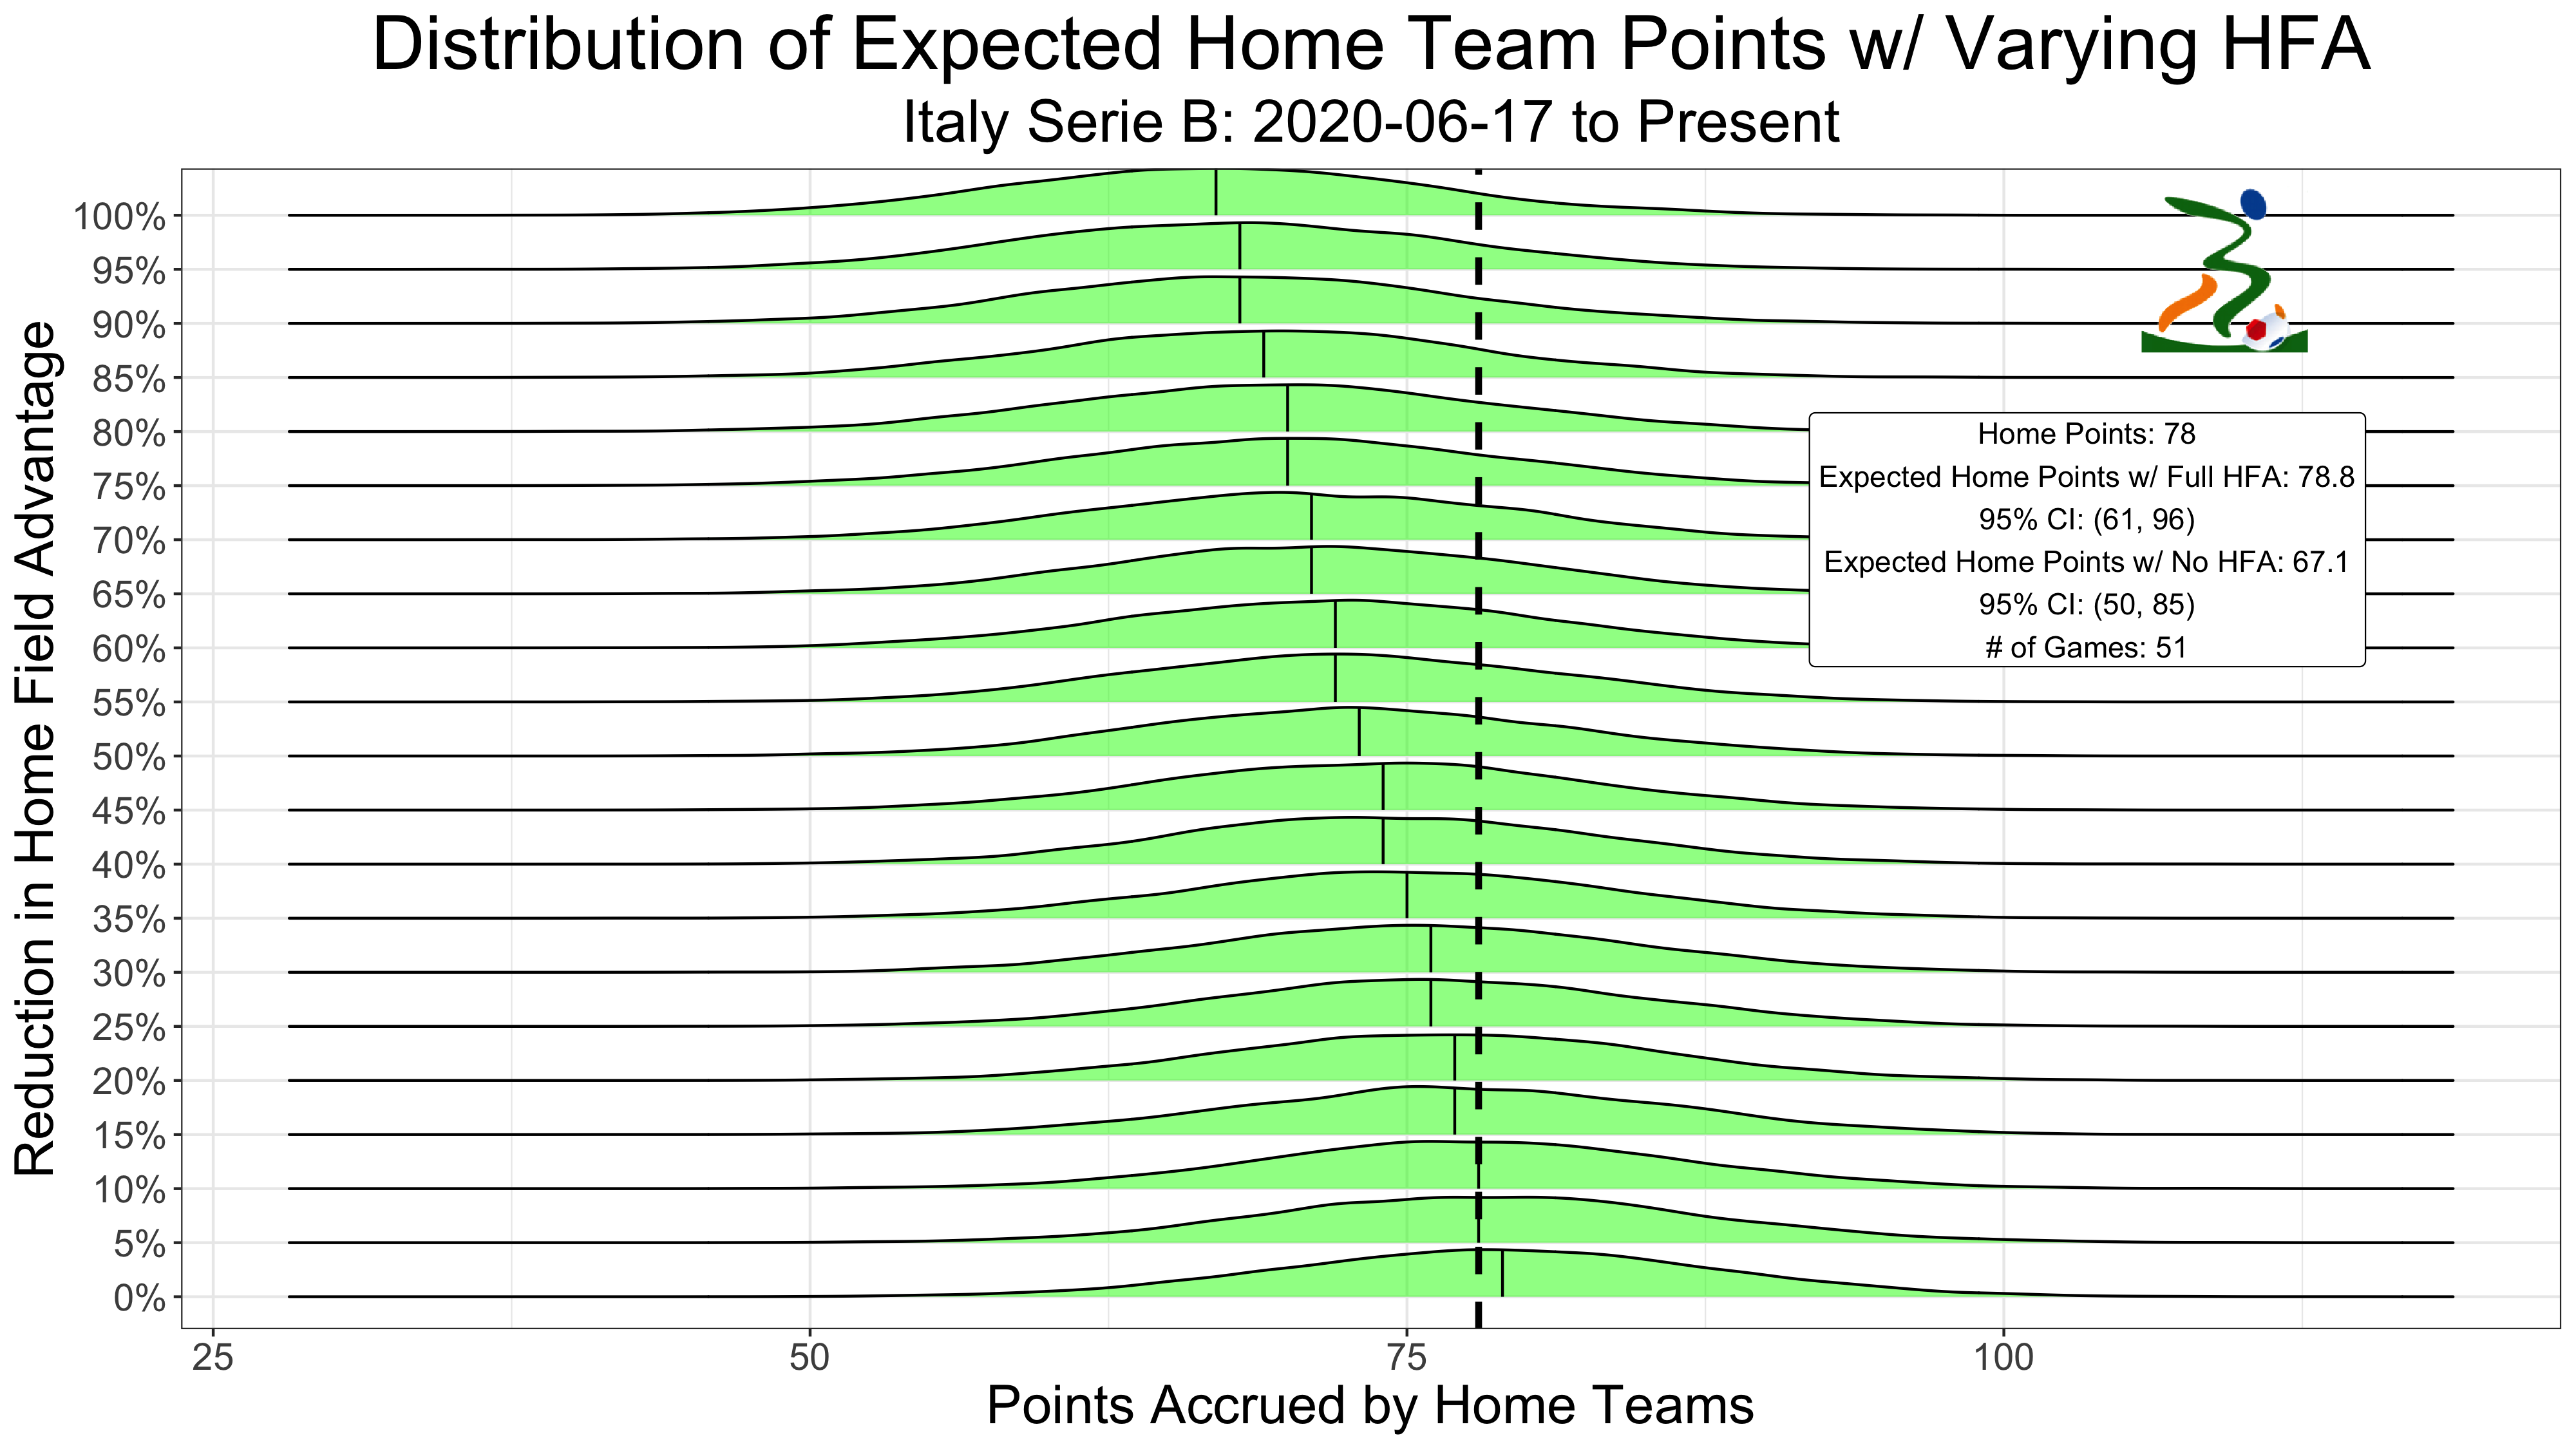 Distribution of Expected Home Team Points w/ Varying HFA
Italy Serie B: 2020-06-17 to Present
Reduction in Home Field Advantage
100%
95%
90%
85%
80%
75%
70%
65%
60%
55%
50%
45%
40%
35%
30%
25%
20%
15%
10%
5%
0%
Home Points: 78
Expected Home Points w/ Full HFA: 78.8
95% CI: (61, 96)
Expected Home Points w/ No HFA: 67.1
95% CI: (50, 85)
# of Games: 51
25 50 75 100
Points Accrued by Home Teams